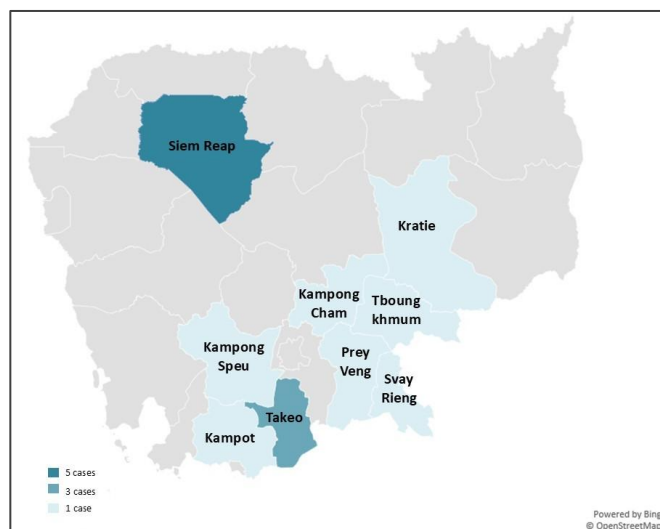 Siem Reap
Kratie
Kampong
Cham
Tboung
khmum
Kampong
Speu
Prey
Veng
Svay
Rieng
Takeo
Kampot
5 cases
3 cases
1 case
Powered by Bing
© OpenStreetMap